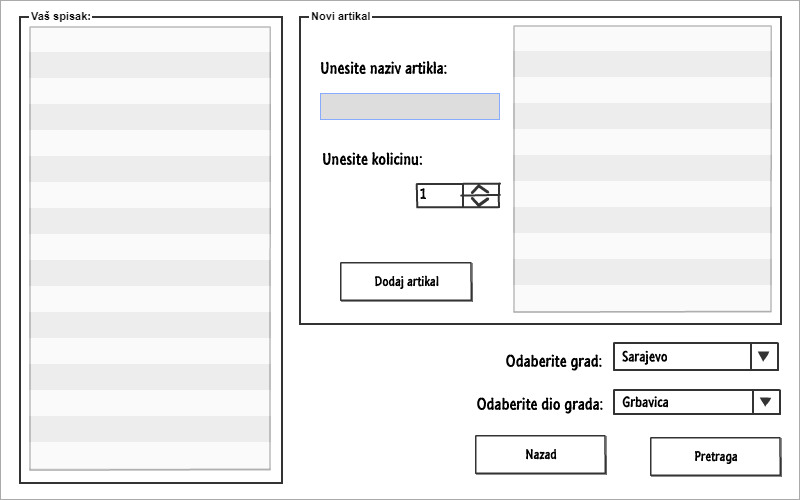 Vaš spisak:
Novi artikal
Unesite naziv artikla:
Unesite kolicinu:
1
Dodaj artikal
Odaberite grad:
Sarajevo
Odaberite dio grada:
Grbavica
Nazad
Pretraga